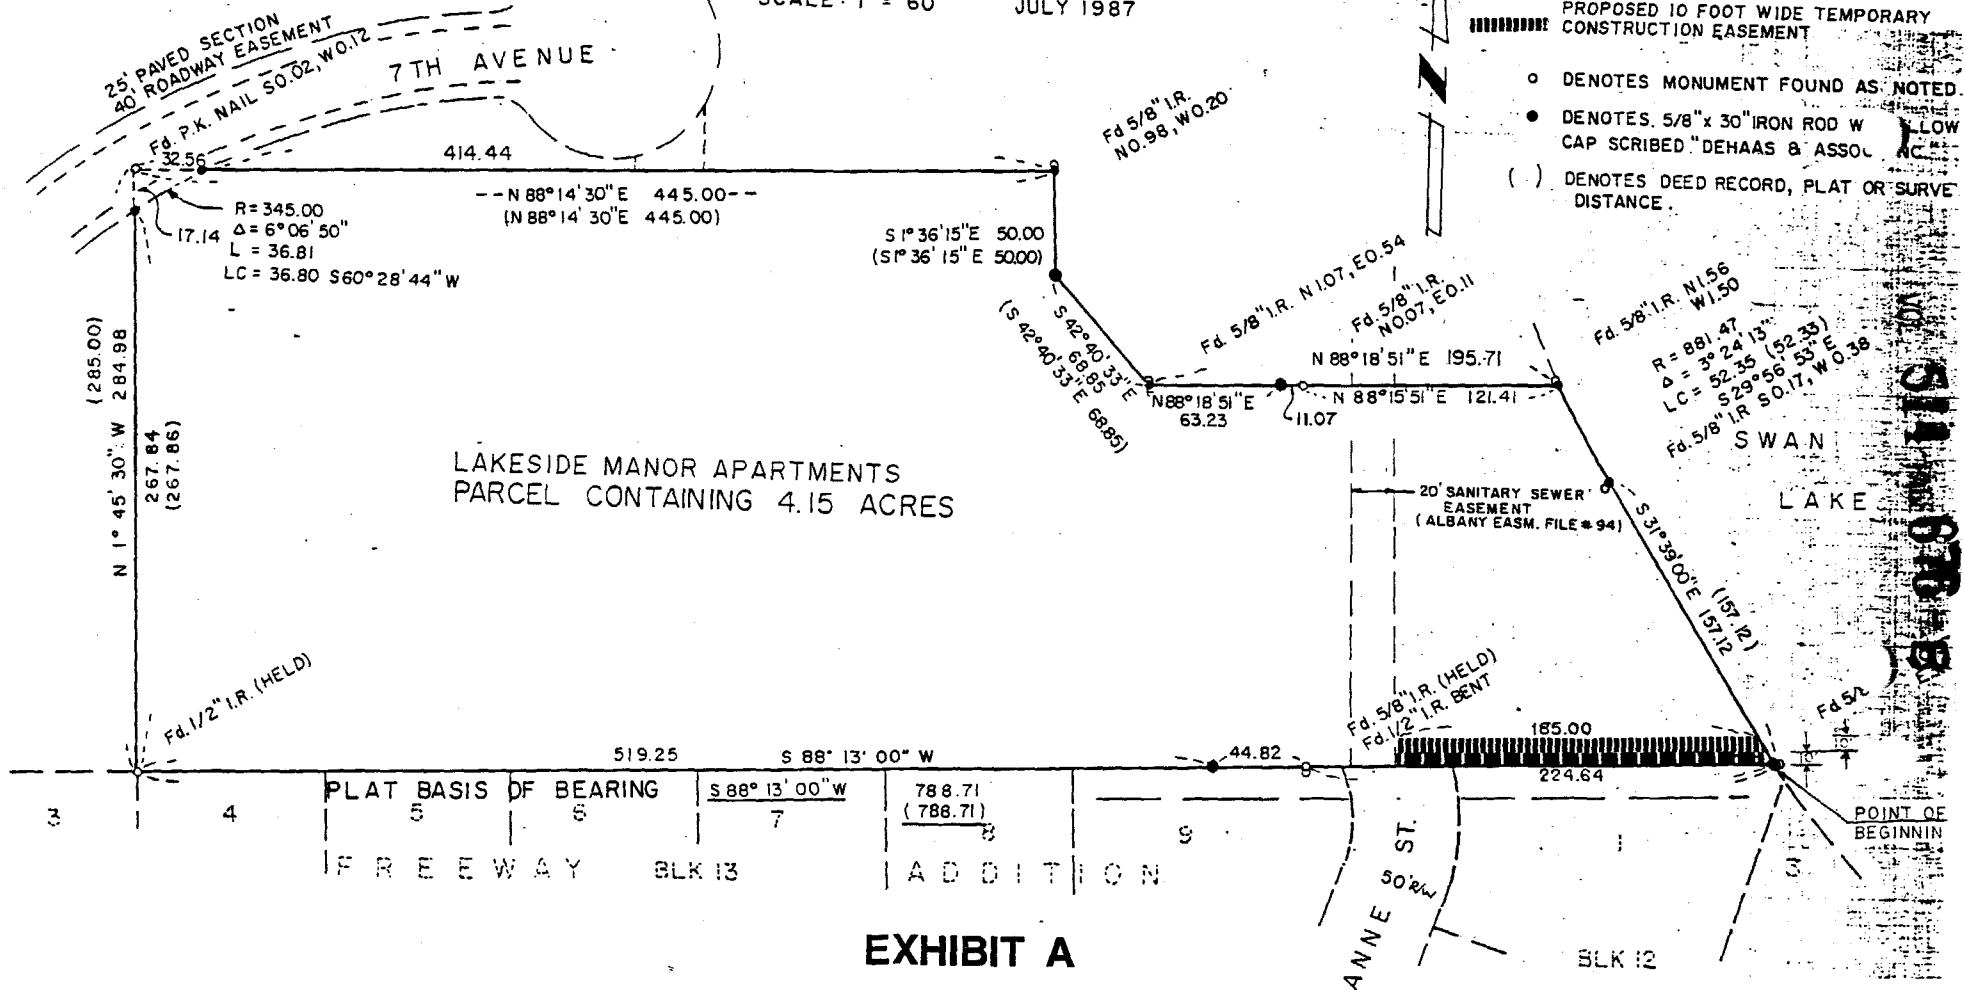 SCALE: 1" = 60' JULY 1987
PROPOSED 10 FOOT WIDE TEMPORARY
CONSTRUCTION EASEMENT
DENOTES MONUMENT FOUND AS NOTED.
DENOTES 5/8" x 30" IRON ROD W
LLOW
CAP SCRIBED "DEHAAS & ASSOC
NC."
( ) DENOTES DEED RECORD, PLAT OR SURVE
DISTANCE.
25' PAVED SECTION
40' ROADWAY EASEMENT
Fd. P.K. NAIL S0.02, W0.12
7TH AVENUE
32.56
414.44
--N 88° 14' 30" E 445.00--
(N 88° 14' 30" E 445.00)
R = 345.00
Δ = 6° 06' 50"
L = 36.81
LC = 36.80 S60° 28' 44" W
17.14
Fd 5/8" I.R.
N0.98, W0.20
S 1° 36' 15" E 50.00
(S 1° 36' 15" E 50.00)
S 42° 40' 33" E
68.85
(S 42° 40' 33" E 68.85)
Fd. 5/8" I.R. N1.07, E0.54
Fd. 5/8" I.R.
N0.07, E0.11
N 88° 18' 51" E 195.71
N 88° 18' 51" E
63.23
11.07
N 88° 15' 51" E 121.41
Fd. 5/8" I.R. N1.56
W1.50
R = 881.47
Δ = 3° 24' 13"
LC = 52.35 (52.33)
S 29° 56' 53" E
Fd. 5/8" I.R. S0.17, W0.38
SWAN
LAKE
VOL
(285.00)
N 1° 45' 30" W 284.98
267.84
(267.86)
LAKESIDE MANOR APARTMENTS
PARCEL CONTAINING 4.15 ACRES
20' SANITARY SEWER
EASEMENT
(ALBANY EASM. FILE # 94)
S 31° 39' 00" E 157.12
(157.12)
Fd. 1/2" I.R. (HELD)
Fd. 5/8" I.R. (HELD)
Fd. 1/2" I.R. BENT
Fd 5/8
185.00
519.25 S 88° 13' 00" W
44.82
224.64
PLAT BASIS OF BEARING S 88° 13' 00" W 788.71
(788.71)
POINT OF
BEGINNIN
3 4 5 6 7 8 9 1
FREEWAY BLK 13 ADDITION
ANNE ST.
50' R/W
BLK 12
EXHIBIT A